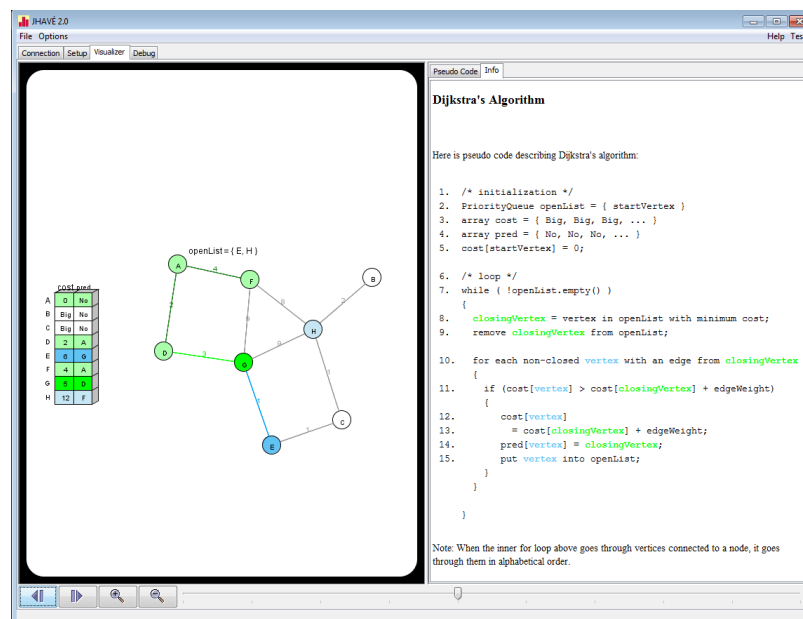 JHAVÉ 2.0
File Options Help Tes
Connection Setup Visualizer Debug
Pseudo Code Info
Dijkstra's Algorithm
Here is pseudo code describing Dijkstra's algorithm:
1. /* initialization */
2. PriorityQueue openList = { startVertex }
3. array cost = { Big, Big, Big, ... }
4. array pred = { No, No, No, ... }
5. cost[startVertex] = 0;
6. /* loop */
7. while ( !openList.empty() )
{
8. closingVertex = vertex in openList with minimum cost;
9. remove closingVertex from openList;
10. for each non-closed vertex with an edge from closingVertex
{
11. if (cost[vertex] > cost[closingVertex] + edgeWeight)
{
12. cost[vertex]
13. = cost[closingVertex] + edgeWeight;
14. pred[vertex] = closingVertex;
15. put vertex into openList;
}
}
}
Note: When the inner for loop above goes through vertices connected to a node, it goes
through them in alphabetical order.
openList = { E, H }
A
4
F
B
2
8
2
H
D
3
G
9
1
1
E
1
C
cost pred
A 0 No
B Big No
C Big No
D 2 A
E 6 G
F 4 A
G 5 D
H 12 F